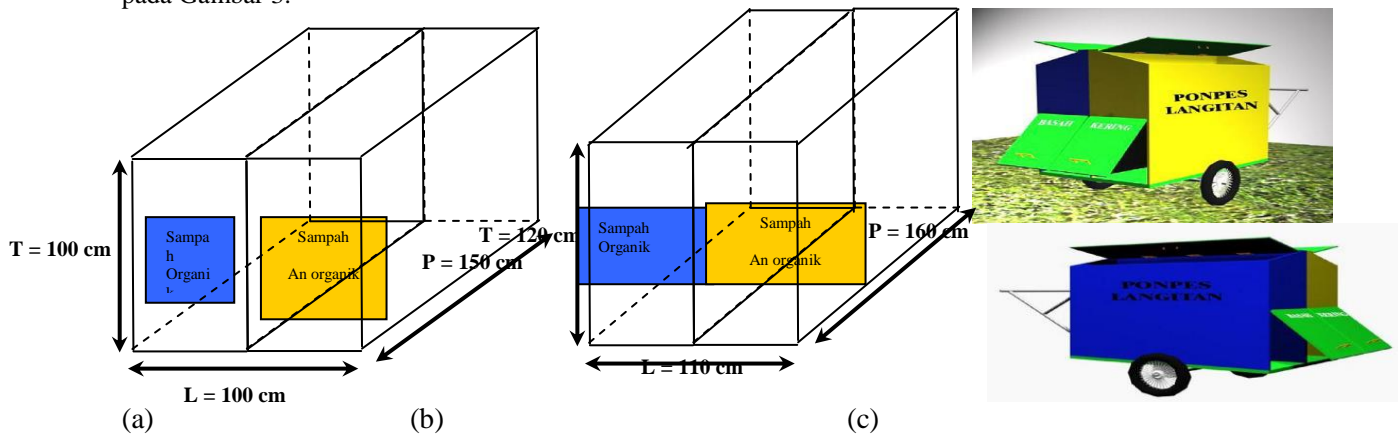 pada Gambar 3.
Sampa
h
Organi
k
Sampah
An organik
T = 100 cm
P = 150 cm
L = 100 cm
Sampah
Organik
Sampah
An organik
T = 120 cm
P = 160 cm
L = 110 cm
PONPES
LANGITAN
BASAH KERING
PONPES
LANGITAN
(a)
(b)
(c)